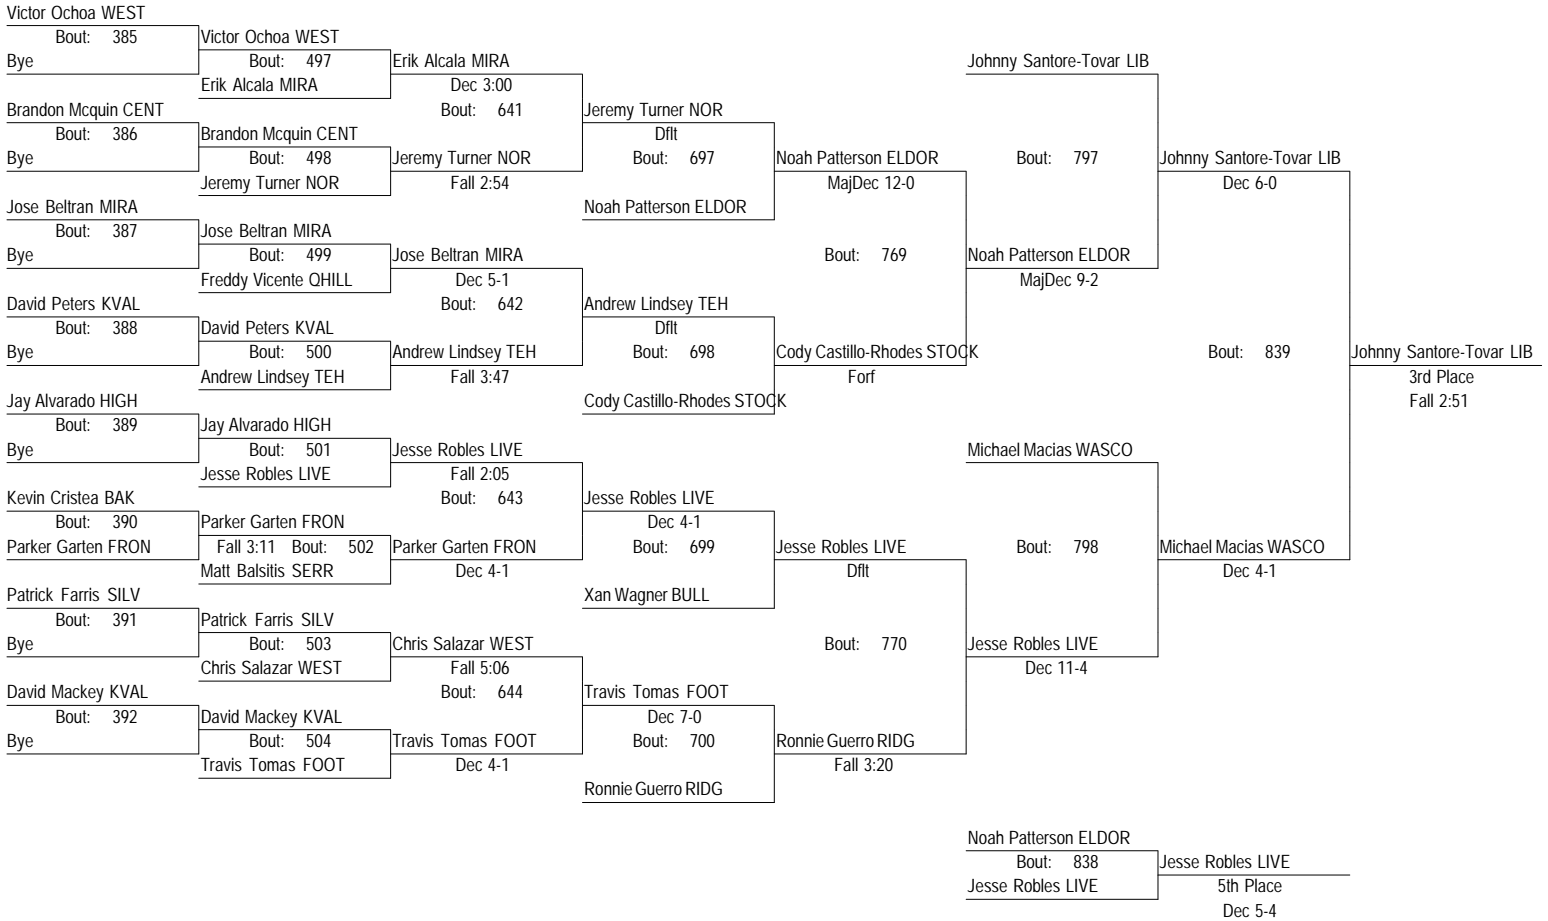 Victor Ochoa WEST
Bout: 385
Bye
Brandon Mcquin CENT
Bout: 386
Bye
Jose Beltran MIRA
Bout: 387
Bye
David Peters KVAL
Bout: 388
Bye
Jay Alvarado HIGH
Bout: 389
Bye
Kevin Cristea BAK
Bout: 390
Parker Garten FRON
Patrick Farris SILV
Bout: 391
Bye
David Mackey KVAL
Bout: 392
Bye
Victor Ochoa WEST
Bout: 497
Erik Alcala MIRA
Brandon Mcquin CENT
Bout: 498
Jeremy Turner NOR
Jose Beltran MIRA
Bout: 499
Freddy Vicente QHILL
David Peters KVAL
Bout: 500
Andrew Lindsey TEH
Jay Alvarado HIGH
Bout: 501
Jesse Robles LIVE
Parker Garten FRON
Fall 3:11 Bout: 502
Matt Balsitis SERR
Patrick Farris SILV
Bout: 503
Chris Salazar WEST
David Mackey KVAL
Bout: 504
Travis Tomas FOOT
Erik Alcala MIRA
Dec 3:00
Bout: 641
Jeremy Turner NOR
Fall 2:54
Jose Beltran MIRA
Dec 5-1
Bout: 642
Andrew Lindsey TEH
Fall 3:47
Jesse Robles LIVE
Fall 2:05
Bout: 643
Parker Garten FRON
Dec 4-1
Chris Salazar WEST
Fall 5:06
Bout: 644
Travis Tomas FOOT
Dec 4-1
Jeremy Turner NOR
Dflt
Bout: 697
Noah Patterson ELDOR
Andrew Lindsey TEH
Dflt
Bout: 698
Cody Castillo-Rhodes STOCK
Jesse Robles LIVE
Dec 4-1
Bout: 699
Xan Wagner BULL
Travis Tomas FOOT
Dec 7-0
Bout: 700
Ronnie Guerro RIDG
Noah Patterson ELDOR
MajDec 12-0
Bout: 769
Cody Castillo-Rhodes STOCK
Forf
Jesse Robles LIVE
Dflt
Bout: 770
Ronnie Guerro RIDG
Fall 3:20
Johnny Santore-Tovar LIB
Bout: 797
Noah Patterson ELDOR
MajDec 9-2
Michael Macias WASCO
Bout: 798
Jesse Robles LIVE
Dec 11-4
Johnny Santore-Tovar LIB
Dec 6-0
Bout: 839
Michael Macias WASCO
Dec 4-1
Johnny Santore-Tovar LIB
3rd Place
Fall 2:51
Noah Patterson ELDOR
Bout: 838
Jesse Robles LIVE
Jesse Robles LIVE
5th Place
Dec 5-4